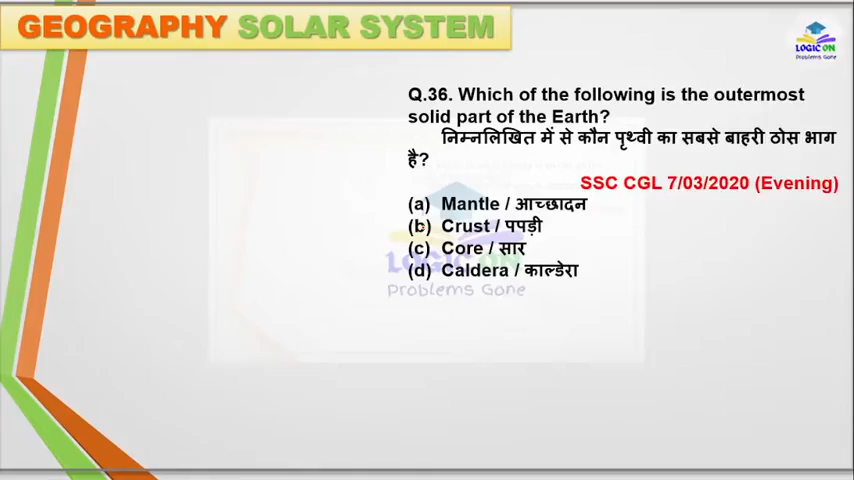 GEOGRAPHY SOLAR SYSTEM
LOGIC ON
Problems Gone
Q.36. Which of the following is the outermost
solid part of the Earth?
निम्नलिखित में से कौन पृथ्वी का सबसे बाहरी ठोस भाग
है?
SSC CGL 7/03/2020 (Evening)
(a) Mantle / आच्छादन
(b) Crust / पपड़ी
(c) Core / सार
(d) Caldera / काल्डेरा
LOGIC ON
Problems Gone